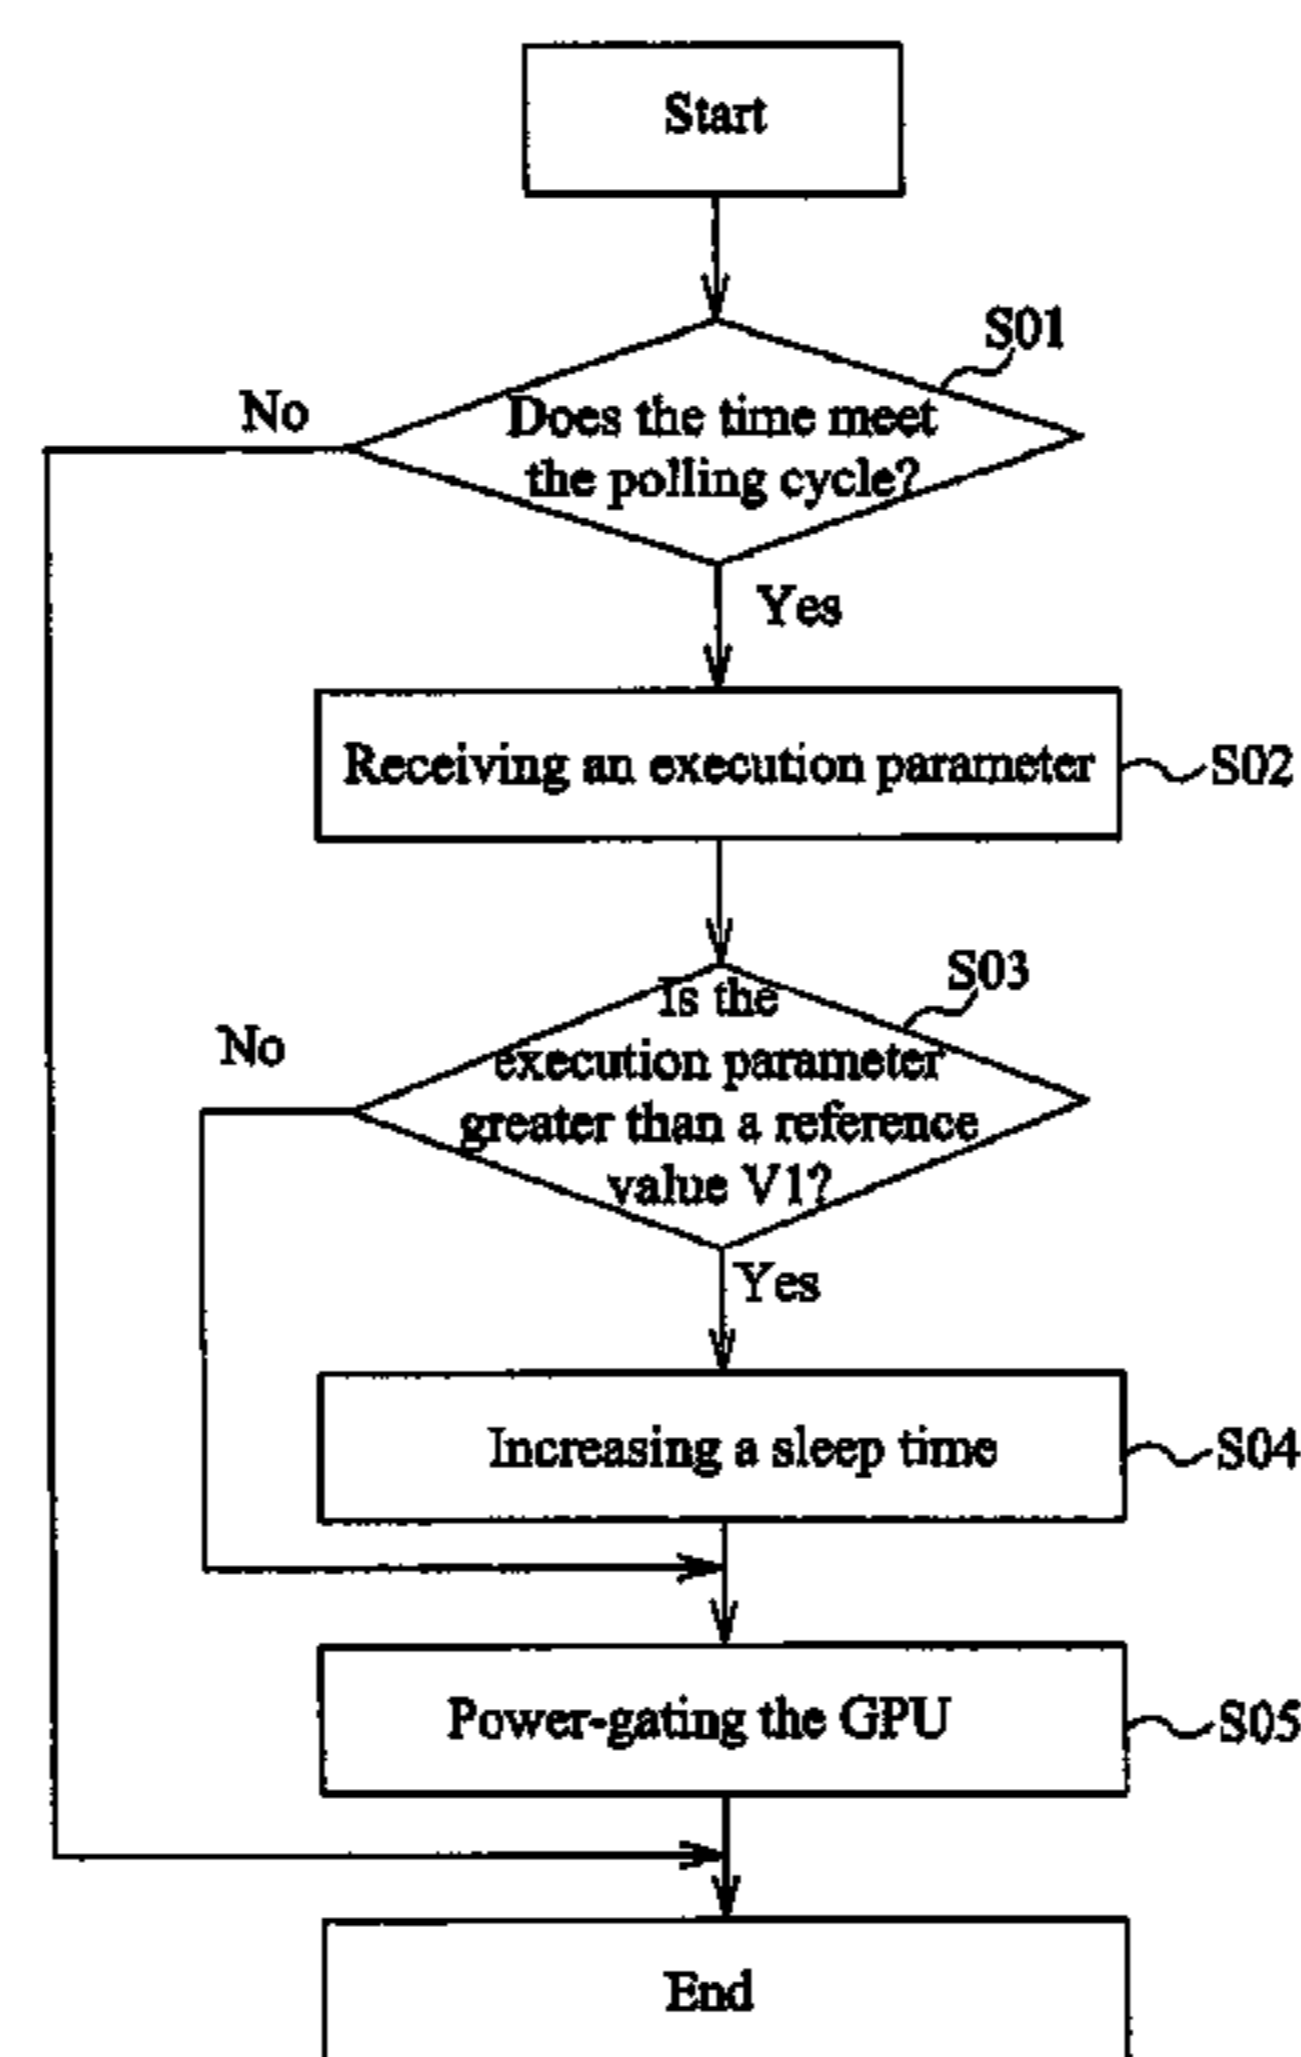 Start
S01
No
Does the time meet
the polling cycle?
Yes
Receiving an execution parameter
S02
S03
Is the
No
execution parameter
greater than a reference
value V1?
Yes
Increasing a sleep time
S04
Power-gating the GPU
S05
End